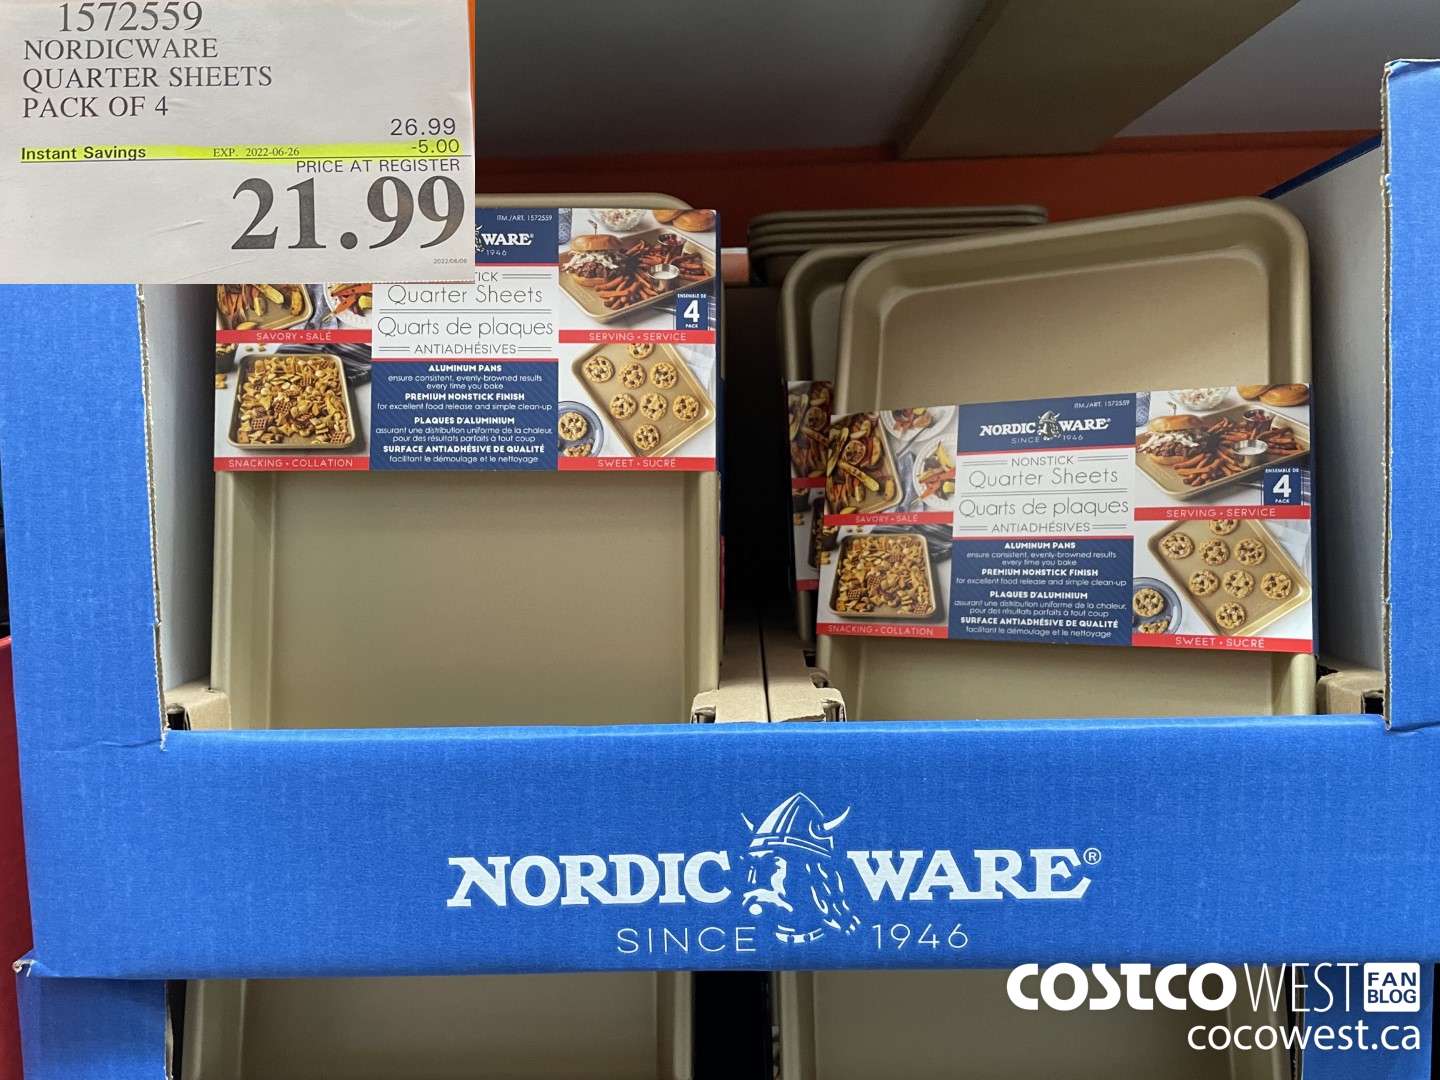 1572559
NORDICWARE
QUARTER SHEETS
PACK OF 4
26.99
Instant Savings EXP. 2022-06-26 -5.00
PRICE AT REGISTER
21.99
2022/06/06
ITM./ART. 1572559
WARE®
1946
TICK
Quarter Sheets
Quarts de plaques
ANTIADHÉSIVES
ENSEMBLE DE
4
PACK
SAVORY • SALÉ
SERVING • SERVICE
ALUMINUM PANS
ensure consistent, evenly-browned results
every time you bake
PREMIUM NONSTICK FINISH
for excellent food release and simple clean-up
PLAQUES D'ALUMINIUM
assurant une distribution uniforme de la chaleur,
pour des résultats parfaits à tout coup
SURFACE ANTIADHÉSIVE DE QUALITÉ
facilitant le démoulage et le nettoyage
SNACKING • COLLATION
SWEET • SUCRÉ
ITM./ART. 1572559
NORDIC WARE®
SINCE 1946
NONSTICK
Quarter Sheets
Quarts de plaques
ANTIADHÉSIVES
ENSEMBLE DE
4
PACK
SAVORY • SALÉ
SERVING • SERVICE
ALUMINUM PANS
ensure consistent, evenly-browned results
every time you bake
PREMIUM NONSTICK FINISH
for excellent food release and simple clean-up
PLAQUES D'ALUMINIUM
assurant une distribution uniforme de la chaleur,
pour des résultats parfaits à tout coup
SURFACE ANTIADHÉSIVE DE QUALITÉ
facilitant le démoulage et le nettoyage
SNACKING • COLLATION
SWEET • SUCRÉ
NORDIC WARE®
SINCE 1946
COSTCO WEST FAN BLOG
cocowest.ca